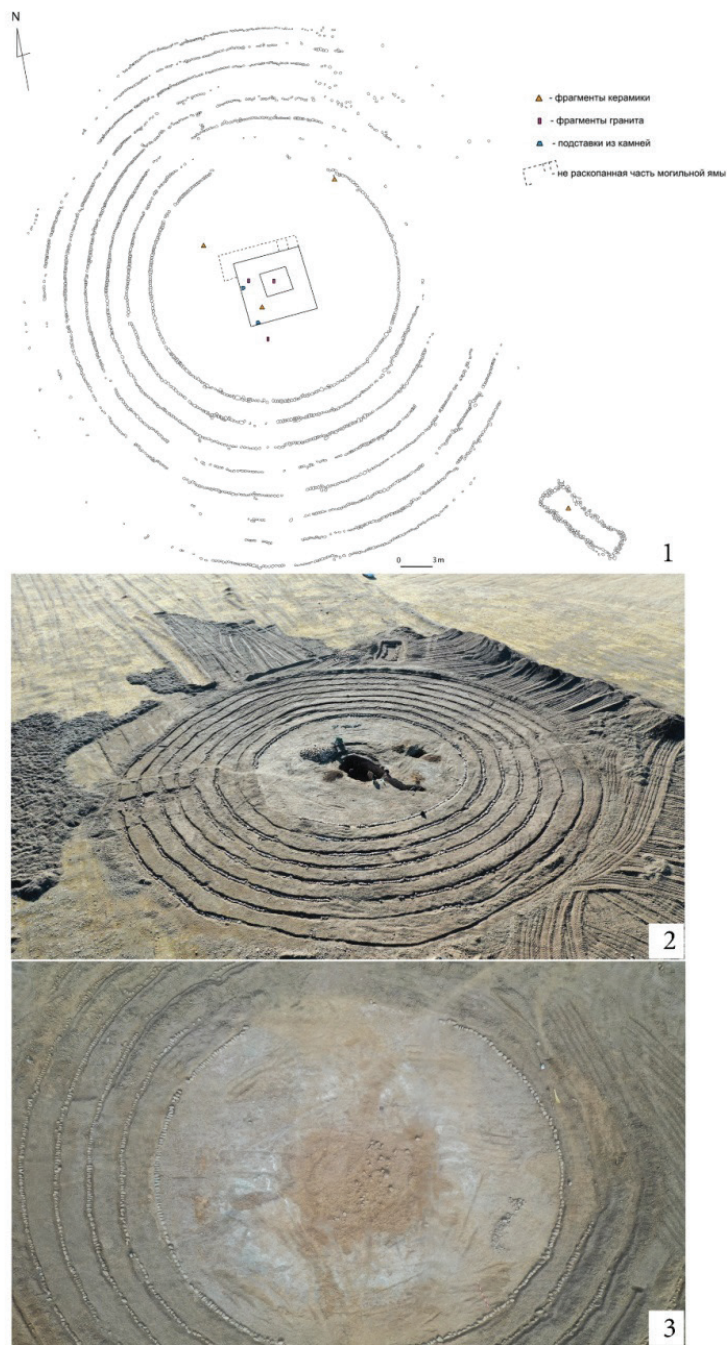 N
- фрагменты керамики
- фрагменты гранита
- подставки из камней
- не раскопанная часть могильной ямы
0 3 m
1
2
3